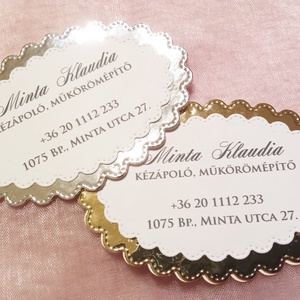 Minta Klaudia
KÉZÁPOLÓ, MŰKÖRÖMÉPÍTŐ
+36 20 1112 233
1075 BP., MINTA UTCA 27.
Minta Klaudia
KÉZÁPOLÓ, MŰKÖRÖMÉPÍTŐ
+36 20 1112 233
1075 BP., MINTA UTCA 27.